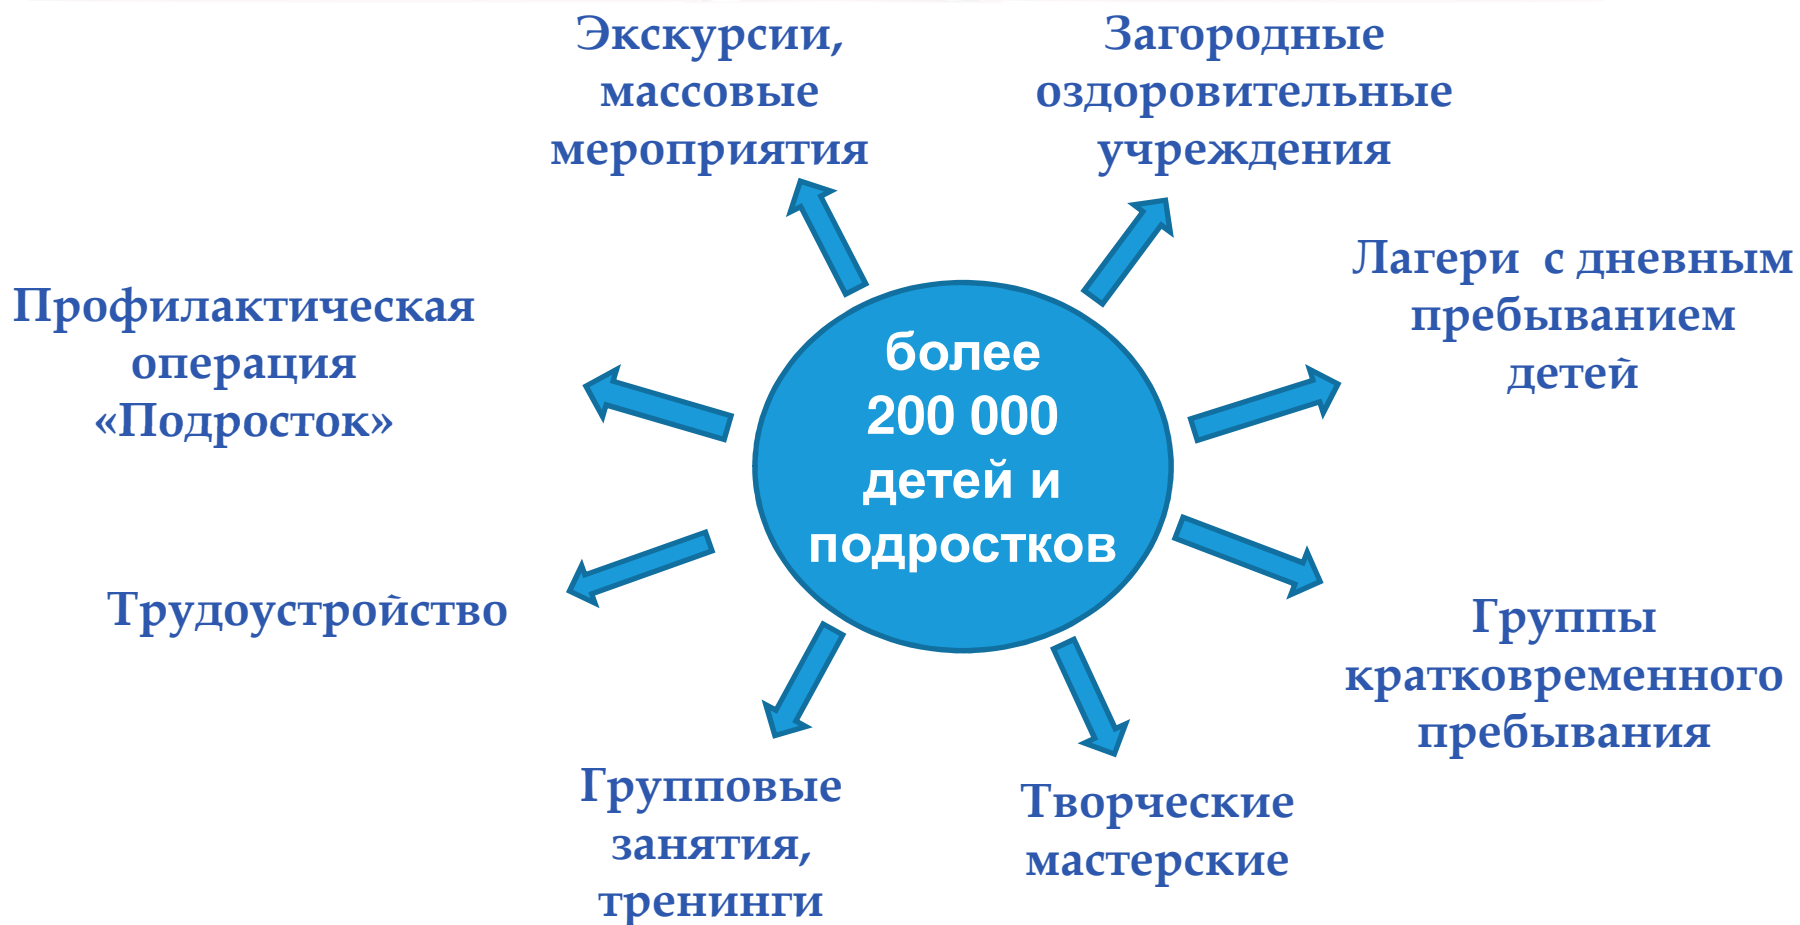 Экскурсии,
массовые
мероприятия
Загородные
оздоровительные
учреждения
Лагери с дневным
пребыванием
детей
Профилактическая
операция
«Подросток»
более
200 000
детей и
подростков
Трудоустройство
Группы
кратковременного
пребывания
Групповые
занятия,
тренинги
Творческие
мастерские